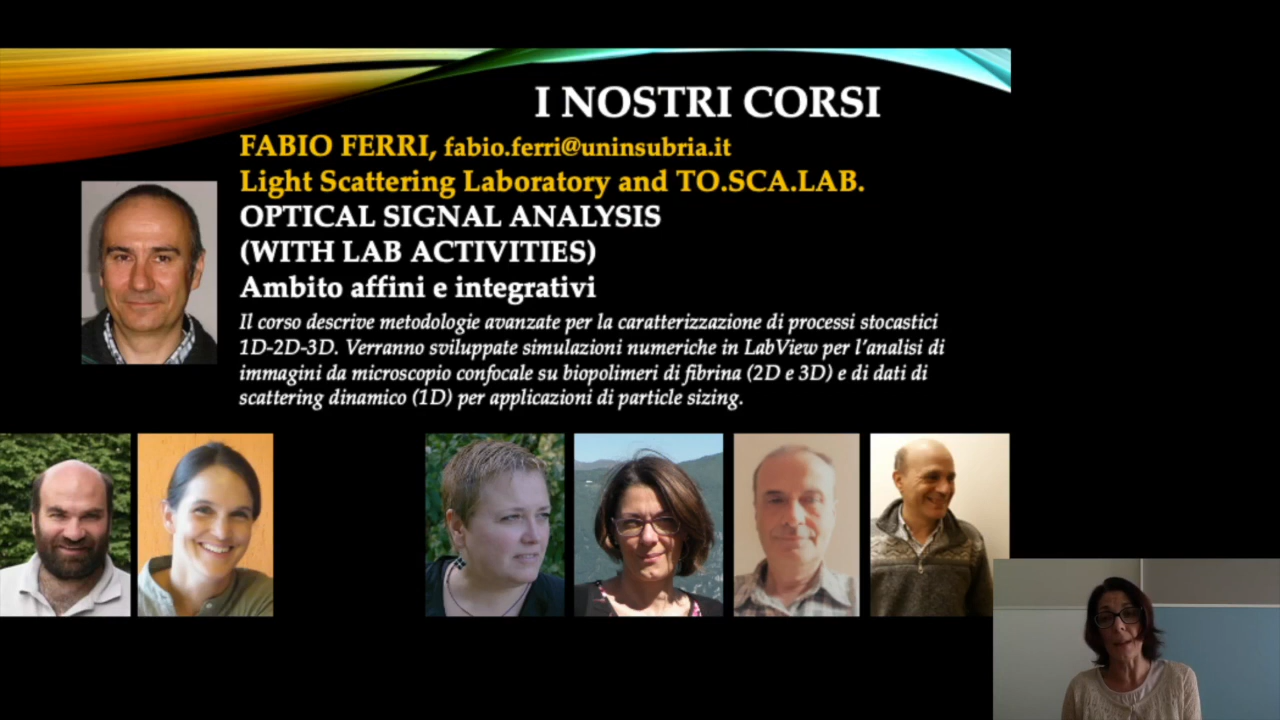 I NOSTRI CORSI
FABIO FERRI, fabio.ferri@uninsubria.it
Light Scattering Laboratory and TO.SCA.LAB.
OPTICAL SIGNAL ANALYSIS
(WITH LAB ACTIVITIES)
Ambito affini e integrativi
Il corso descrive metodologie avanzate per la caratterizzazione di processi stocastici
1D-2D-3D. Verranno sviluppate simulazioni numeriche in LabView per l'analisi di
immagini da microscopio confocale su biopolimeri di fibrina (2D e 3D) e di dati di
scattering dinamico (1D) per applicazioni di particle sizing.